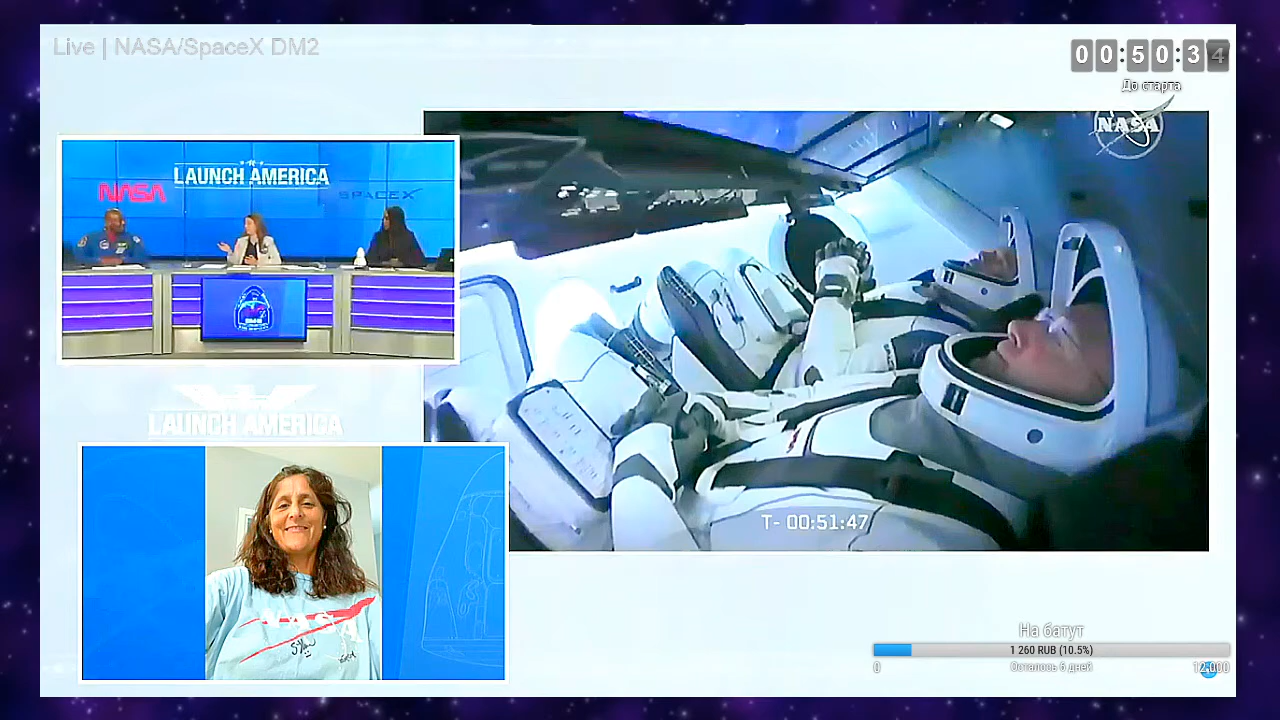 Live | NASA/SpaceX DM2
00:50:34
До старта
NASA
LAUNCH AMERICA
NASA
SPACEX
LAUNCH AMERICA
T- 00:51:47
NASA
На батут
1 260 RUB (10.5%)
0
Осталось 6 дней
12,000